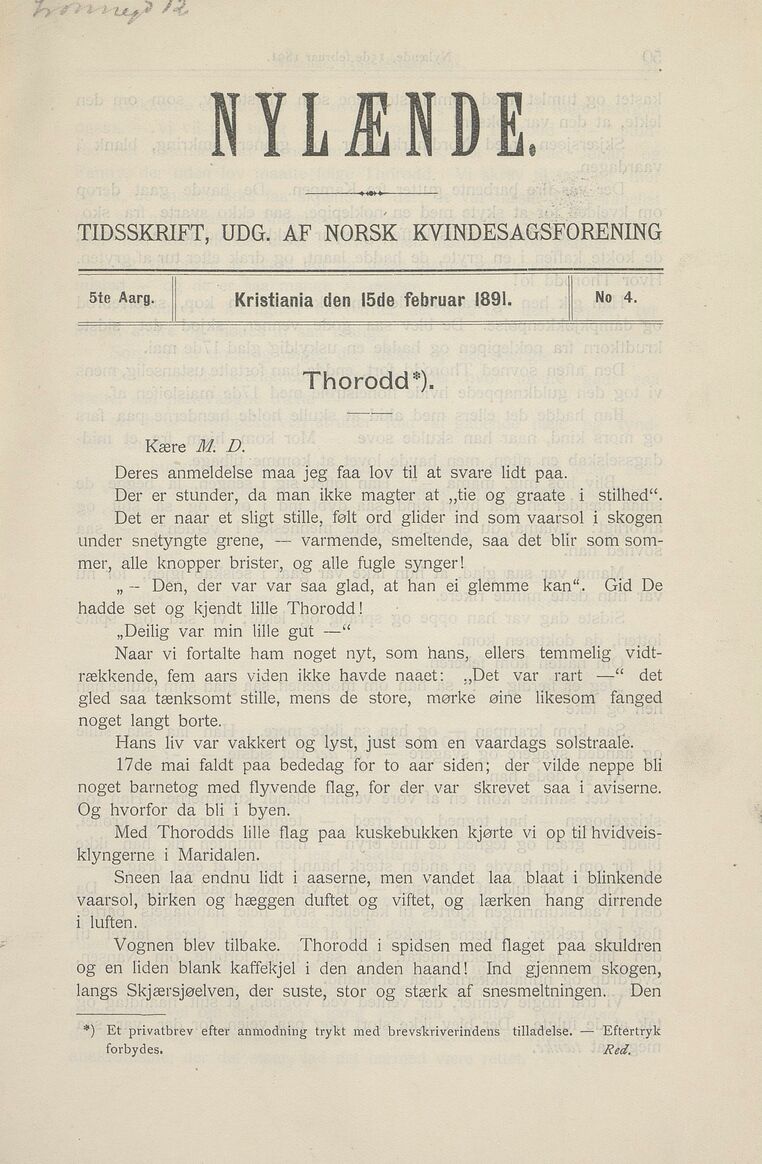 NYLÆNDE.
TIDSSKRIFT, UDG. AF NORSK KVINDESAGSFORENING
5te Aarg. Kristiania den 15de februar 1891. No 4.
Thorodd*).
Kære M. D.
Deres anmeldelse maa jeg faa lov til at svare lidt paa.
Der er stunder, da man ikke magter at „tie og graate i stilhed“.
Det er naar et sligt stille, følt ord glider ind som vaarsol i skogen
under snetyngte grene, — varmende, smeltende, saa det blir som som-
mer, alle knopper brister, og alle fugle synger!
„ – Den, der var var saa glad, at han ei glemme kan“. Gid De
hadde set og kjendt lille Thorodd!
„Deilig var min lille gut —“
Naar vi fortalte ham noget nyt, som hans, ellers temmelig vidt-
rækkende, fem aars viden ikke havde naaet: „Det var rart —“ det
gled saa tænksomt stille, mens de store, mørke øine likesom fanged
noget langt borte.
Hans liv var vakkert og lyst, just som en vaardags solstraale.
17de mai faldt paa bededag for to aar siden; der vilde neppe bli
noget barnetog med flyvende flag, for der var skrevet saa i aviserne.
Og hvorfor da bli i byen.
Med Thorodds lille flag paa kuskebukken kjørte vi op til hvidveis-
klyngerne i Maridalen.
Sneen laa endnu lidt i aaserne, men vandet laa blaat i blinkende
vaarsol, birken og hæggen duftet og viftet, og lærken hang dirrende
i luften.
Vognen blev tilbake. Thorodd i spidsen med flaget paa skuldren
og en liden blank kaffekjel i den anden haand! Ind gjennem skogen,
langs Skjærsjøelven, der suste, stor og stærk af snesmeltningen. Den
*) Et privatbrev efter anmodning trykt med brevskriverindens tilladelse. — Eftertryk
forbydes. Red.